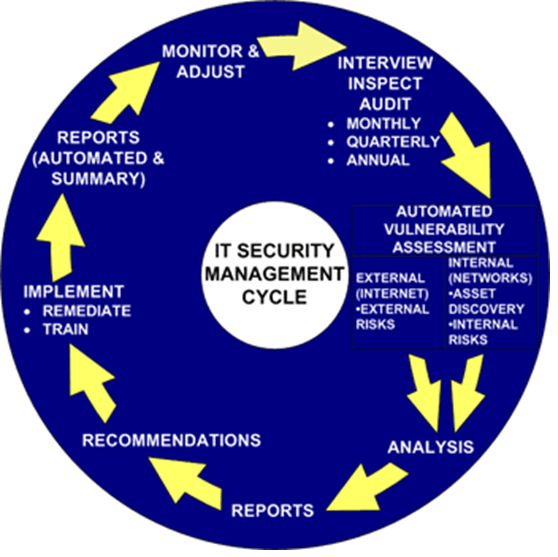 MONITOR &
ADJUST
INTERVIEW
INSPECT
AUDIT
• MONTHLY
• QUARTERLY
• ANNUAL
AUTOMATED
VULNERABILITY
ASSESSMENT
EXTERNAL
(INTERNET)
•EXTERNAL
RISKS
INTERNAL
(NETWORKS)
•ASSET
DISCOVERY
•INTERNAL
RISKS
ANALYSIS
REPORTS
RECOMMENDATIONS
IMPLEMENT
• REMEDIATE
• TRAIN
REPORTS
(AUTOMATED &
SUMMARY)
IT SECURITY
MANAGEMENT
CYCLE